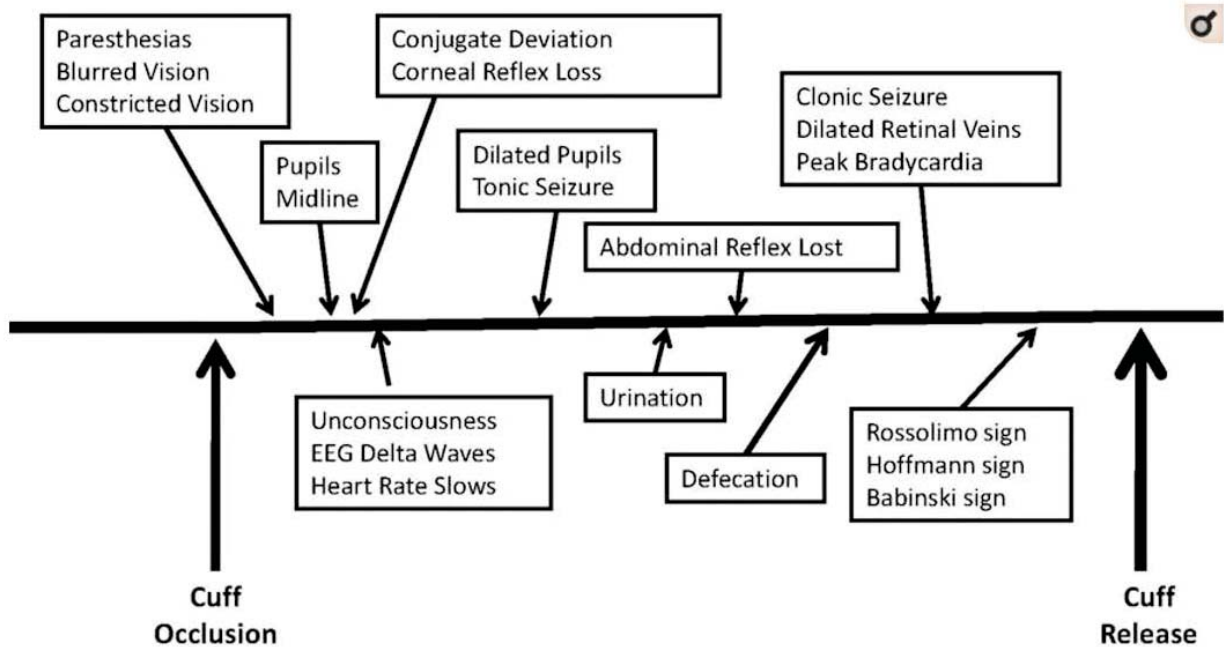 Paresthasias
Blurred Vision
Constricted Vision
Conjugate Deviation
Corneal Reflex Loss
Clonic Seizure
Dilated Retinal Veins
Peak Bradycardia
Pupils
Midline
Dilated Pupils
Tonic Seizure
Abdominal Reflex Lost
Unconsciousness
EEG Delta Waves
Heart Rate Slows
Urination
Defecation
Rossolimo sign
Hoffmann sign
Babinski sign
Cuff
Occlusion
Cuff
Release